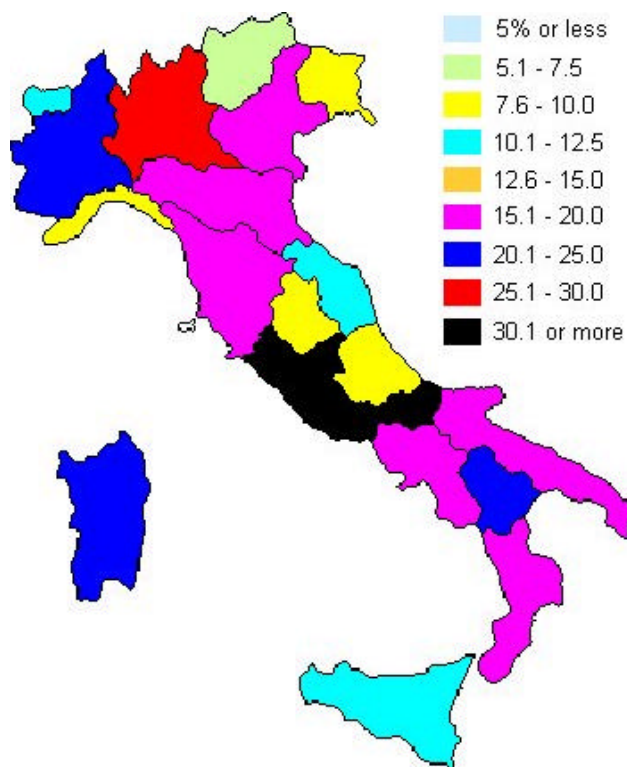 5% or less
5.1 - 7.5
7.6 - 10.0
10.1 - 12.5
12.6 - 15.0
15.1 - 20.0
20.1 - 25.0
25.1 - 30.0
30.1 or more